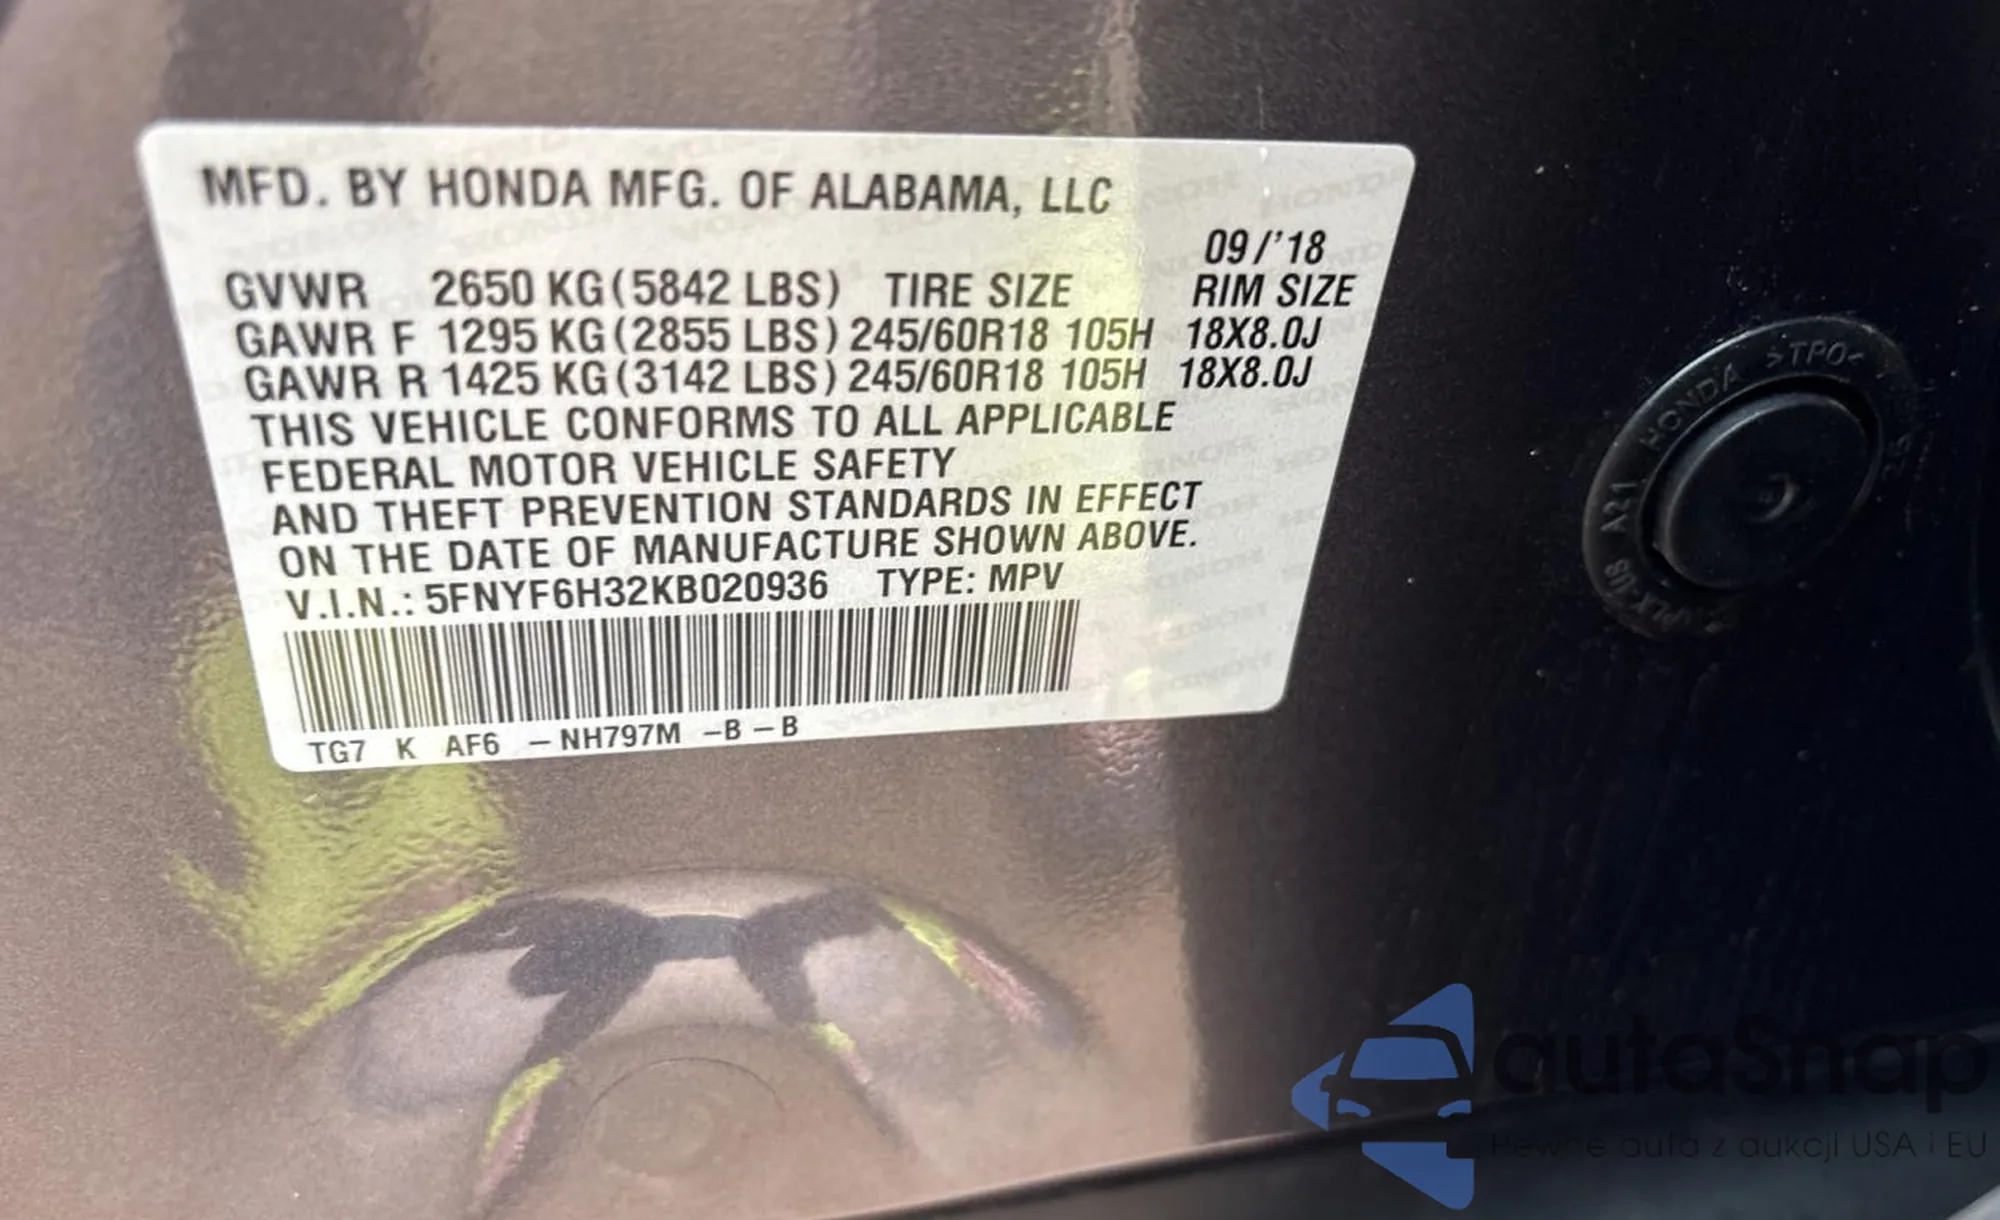 MFD. BY HONDA MFG. OF ALABAMA, LLC
09/'18
GVWR 2650 KG (5842 LBS) TIRE SIZE RIM SIZE
GAWR F 1295 KG (2855 LBS) 245/60R18 105H 18X8.0J
GAWR R 1425 KG (3142 LBS) 245/60R18 105H 18X8.0J
THIS VEHICLE CONFORMS TO ALL APPLICABLE
FEDERAL MOTOR VEHICLE SAFETY
AND THEFT PREVENTION STANDARDS IN EFFECT
ON THE DATE OF MANUFACTURE SHOWN ABOVE.
V.I.N.: 5FNYF6H32KB020936 TYPE: MPV
TG7 K AF6 -NH797M -B-B
A21 HONDA >TPO<
autaSnap
Pewne auta z aukcji USA i EU